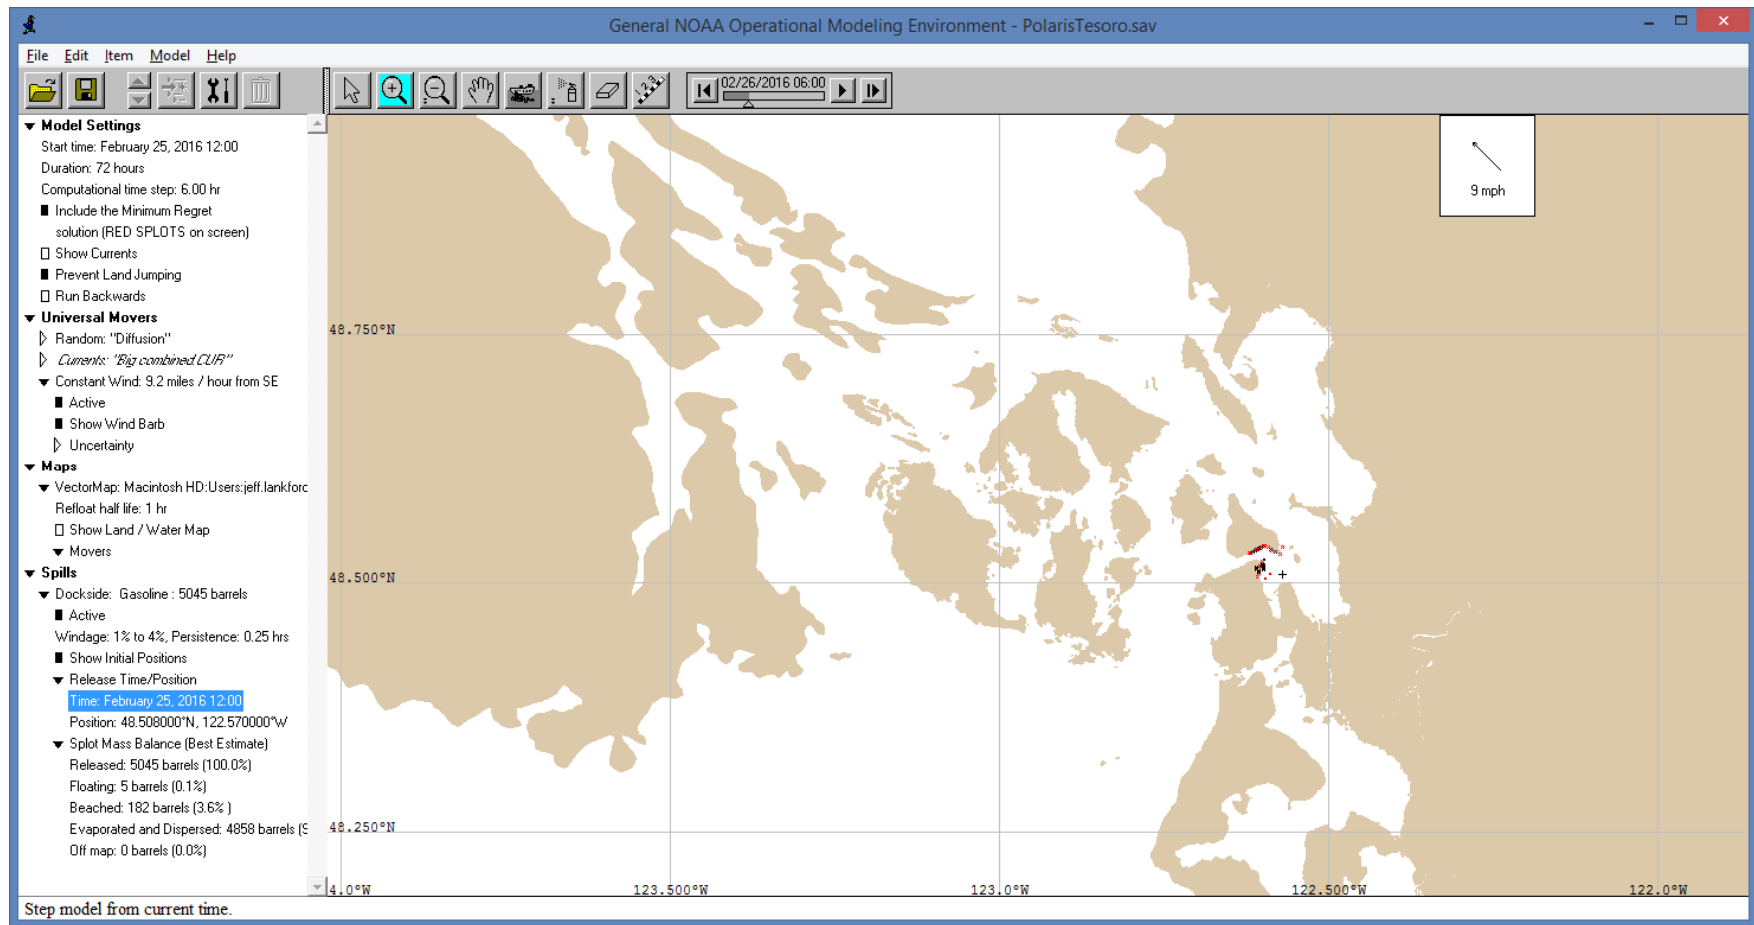 General NOAA Operational Modeling Environment - PolarisTesoro.sav
File Edit Item Model Help
02/26/2016 06:00
Model Settings
Start time: February 25, 2016 12:00
Duration: 72 hours
Computational time step: 6.00 hr
Include the Minimum Regret
solution (RED SPLOTS on screen)
Show Currents
Prevent Land Jumping
Run Backwards
Universal Movers
Random: "Diffusion"
Currents: "Big combined.CUR"
Constant Wind: 9.2 miles / hour from SE
Active
Show Wind Barb
Uncertainty
Maps
VectorMap: Macintosh HD:Users:jeff.lankforc
Refloat half life: 1 hr
Show Land / Water Map
Movers
Spills
Dockside: Gasoline : 5045 barrels
Active
Windage: 1% to 4%, Persistence: 0.25 hrs
Show Initial Positions
Release Time/Position
Time: February 25, 2016 12:00
Position: 48.508000°N, 122.570000°W
Splot Mass Balance (Best Estimate)
Released: 5045 barrels (100.0%)
Floating: 5 barrels (0.1%)
Beached: 182 barrels (3.6% )
Evaporated and Dispersed: 4858 barrels (9
Off map: 0 barrels (0.0%)
9 mph
48.750°N
48.500°N
48.250°N
4.0°W 123.500°W 123.0°W 122.500°W 122.0°W
Step model from current time.